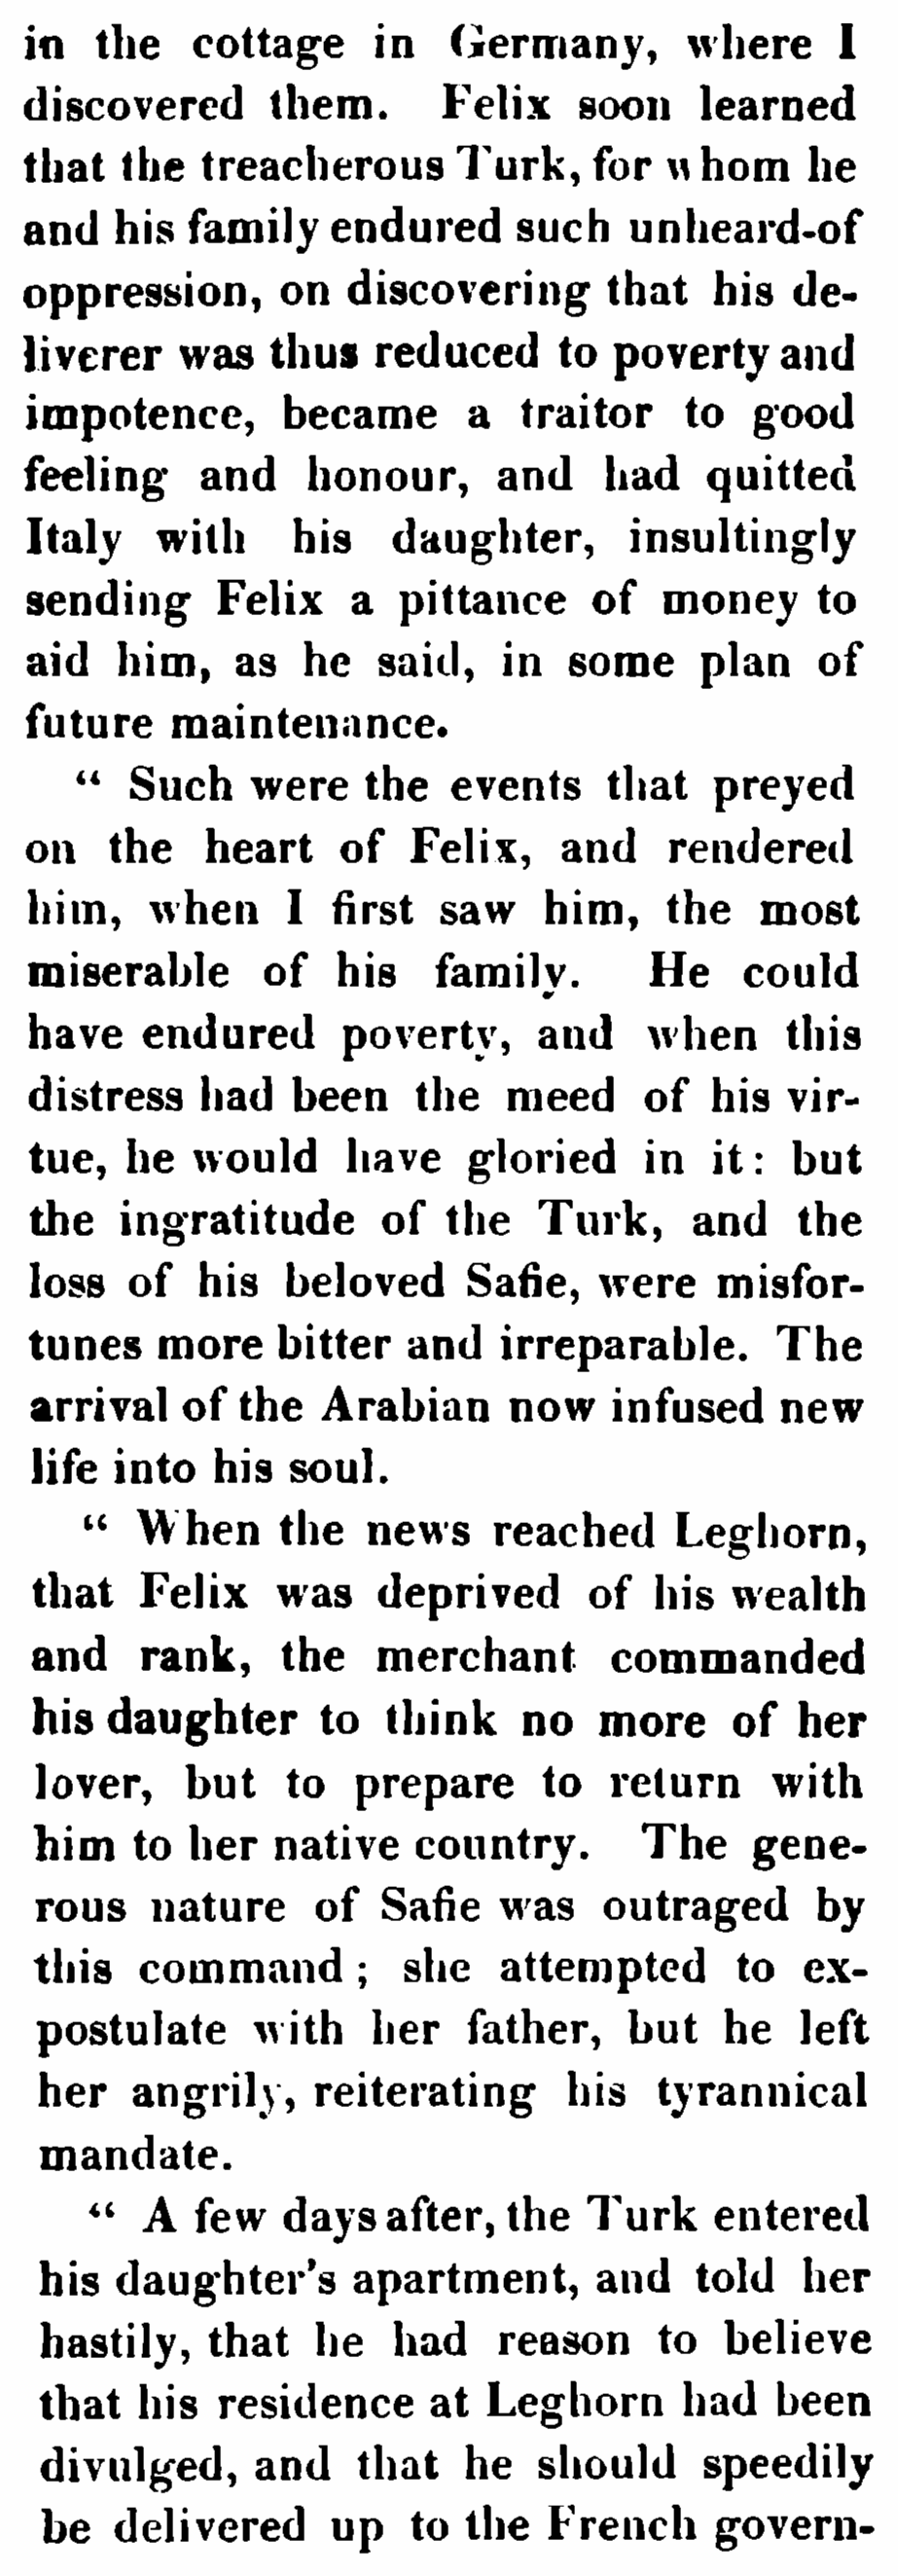 in the cottage in Germany, where I
discovered them. Felix soon learned
that the treacherous Turk, for whom he
and his family endured such unheard-of
oppression, on discovering that his de-
liverer was thus reduced to poverty and
impotence, became a traitor to good
feeling and honour, and had quitted
Italy with his daughter, insultingly
sending Felix a pittance of money to
aid him, as he said, in some plan of
future maintenance.
“ Such were the events that preyed
on the heart of Felix, and rendered
him, when I first saw him, the most
miserable of his family. He could
have endured poverty, and when this
distress had been the meed of his vir-
tue, he would have gloried in it: but
the ingratitude of the Turk, and the
loss of his beloved Safie, were misfor-
tunes more bitter and irreparable. The
arrival of the Arabian now infused new
life into his soul.
“ When the news reached Leghorn,
that Felix was deprived of his wealth
and rank, the merchant commanded
his daughter to think no more of her
lover, but to prepare to return with
him to her native country. The gene-
rous nature of Safie was outraged by
this command ; she attempted to ex-
postulate with her father, but he left
her angrily, reiterating his tyrannical
mandate.
“ A few days after, the Turk entered
his daughter's apartment, and told her
hastily, that he had reason to believe
that his residence at Leghorn had been
divulged, and that he should speedily
be delivered up to the French govern-